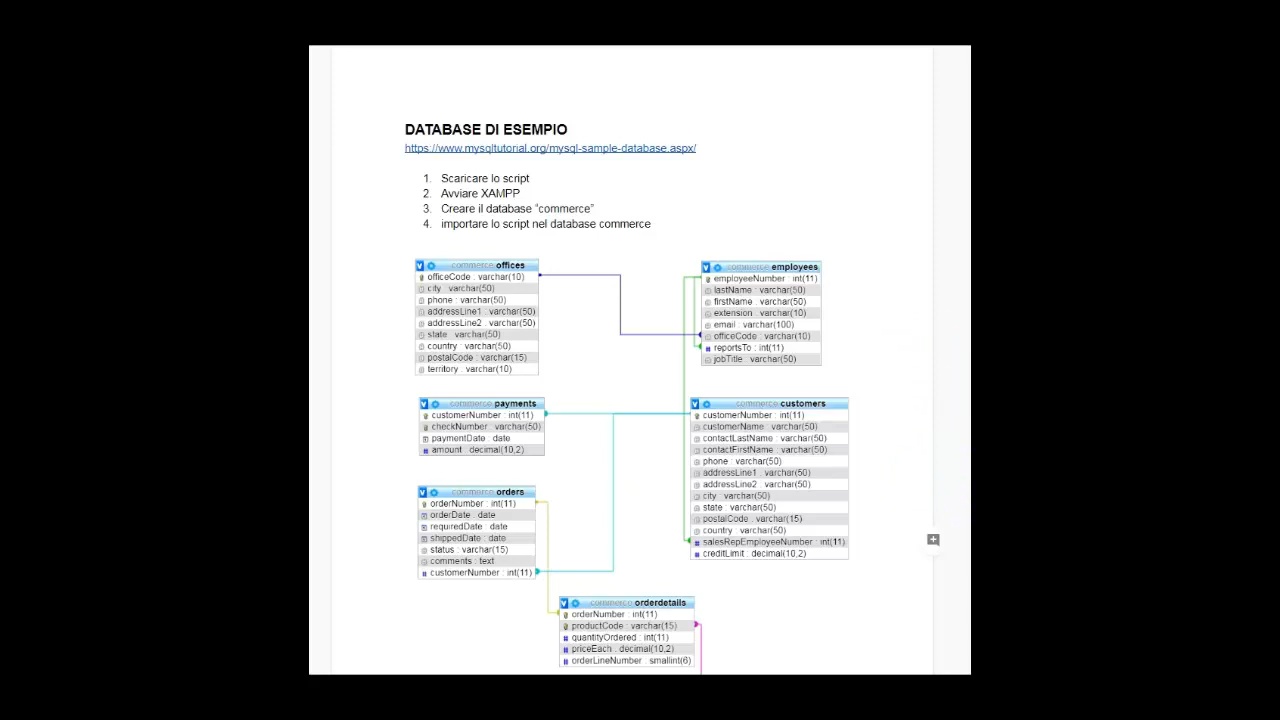 DATABASE DI ESEMPIO
https://www.mysqltutorial.org/mysql-sample-database.aspx/
1. Scaricare lo script
2. Avviare XAMPP
3. Creare il database “commerce”
4. importare lo script nel database commerce
commerce offices
officeCode : varchar(10)
city : varchar(50)
phone : varchar(50)
addressLine1 : varchar(50)
addressLine2 : varchar(50)
state : varchar(50)
country : varchar(50)
postalCode : varchar(15)
territory : varchar(10)
commerce employees
employeeNumber : int(11)
lastName : varchar(50)
firstName : varchar(50)
extension : varchar(10)
email : varchar(100)
officeCode : varchar(10)
reportsTo : int(11)
jobTitle : varchar(50)
commerce payments
customerNumber : int(11)
checkNumber : varchar(50)
paymentDate : date
amount : decimal(10,2)
commerce customers
customerNumber : int(11)
customerName : varchar(50)
contactLastName : varchar(50)
contactFirstName : varchar(50)
phone : varchar(50)
addressLine1 : varchar(50)
addressLine2 : varchar(50)
city : varchar(50)
state : varchar(50)
postalCode : varchar(15)
country : varchar(50)
salesRepEmployeeNumber : int(11)
creditLimit : decimal(10,2)
commerce orders
orderNumber : int(11)
orderDate : date
requiredDate : date
shippedDate : date
status : varchar(15)
comments : text
customerNumber : int(11)
commerce orderdetails
orderNumber : int(11)
productCode : varchar(15)
quantityOrdered : int(11)
priceEach : decimal(10,2)
orderLineNumber : smallint(6)